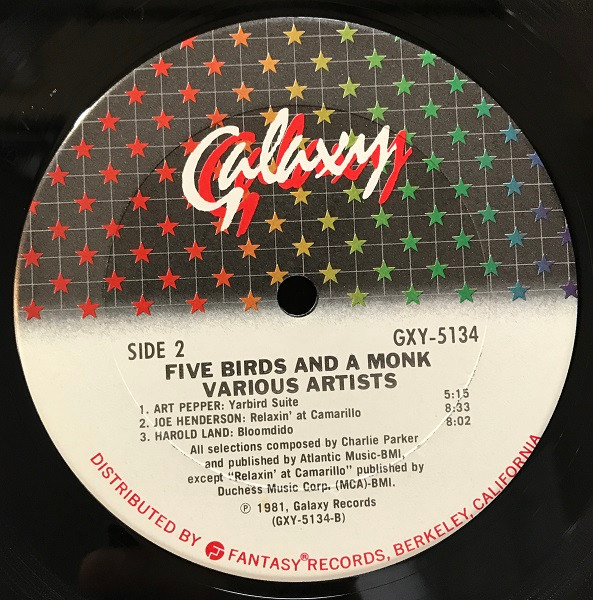 Galaxy
SIDE 2
GXY-5134
FIVE BIRDS AND A MONK
VARIOUS ARTISTS
1. ART PEPPER: Yarbird Suite 5:15
2. JOE HENDERSON: Relaxin' at Camarillo 8:33
3. HAROLD LAND: Bloomdido 8:02
All selections composed by Charlie Parker
and published by Atlantic Music-BMI,
except "Relaxin' at Camarillo" published by
Duchess Music Corp. (MCA)-BMI.
℗ 1981, Galaxy Records
(GXY-5134-B)
DISTRIBUTED BY FANTASY® RECORDS, BERKELEY, CALIFORNIA